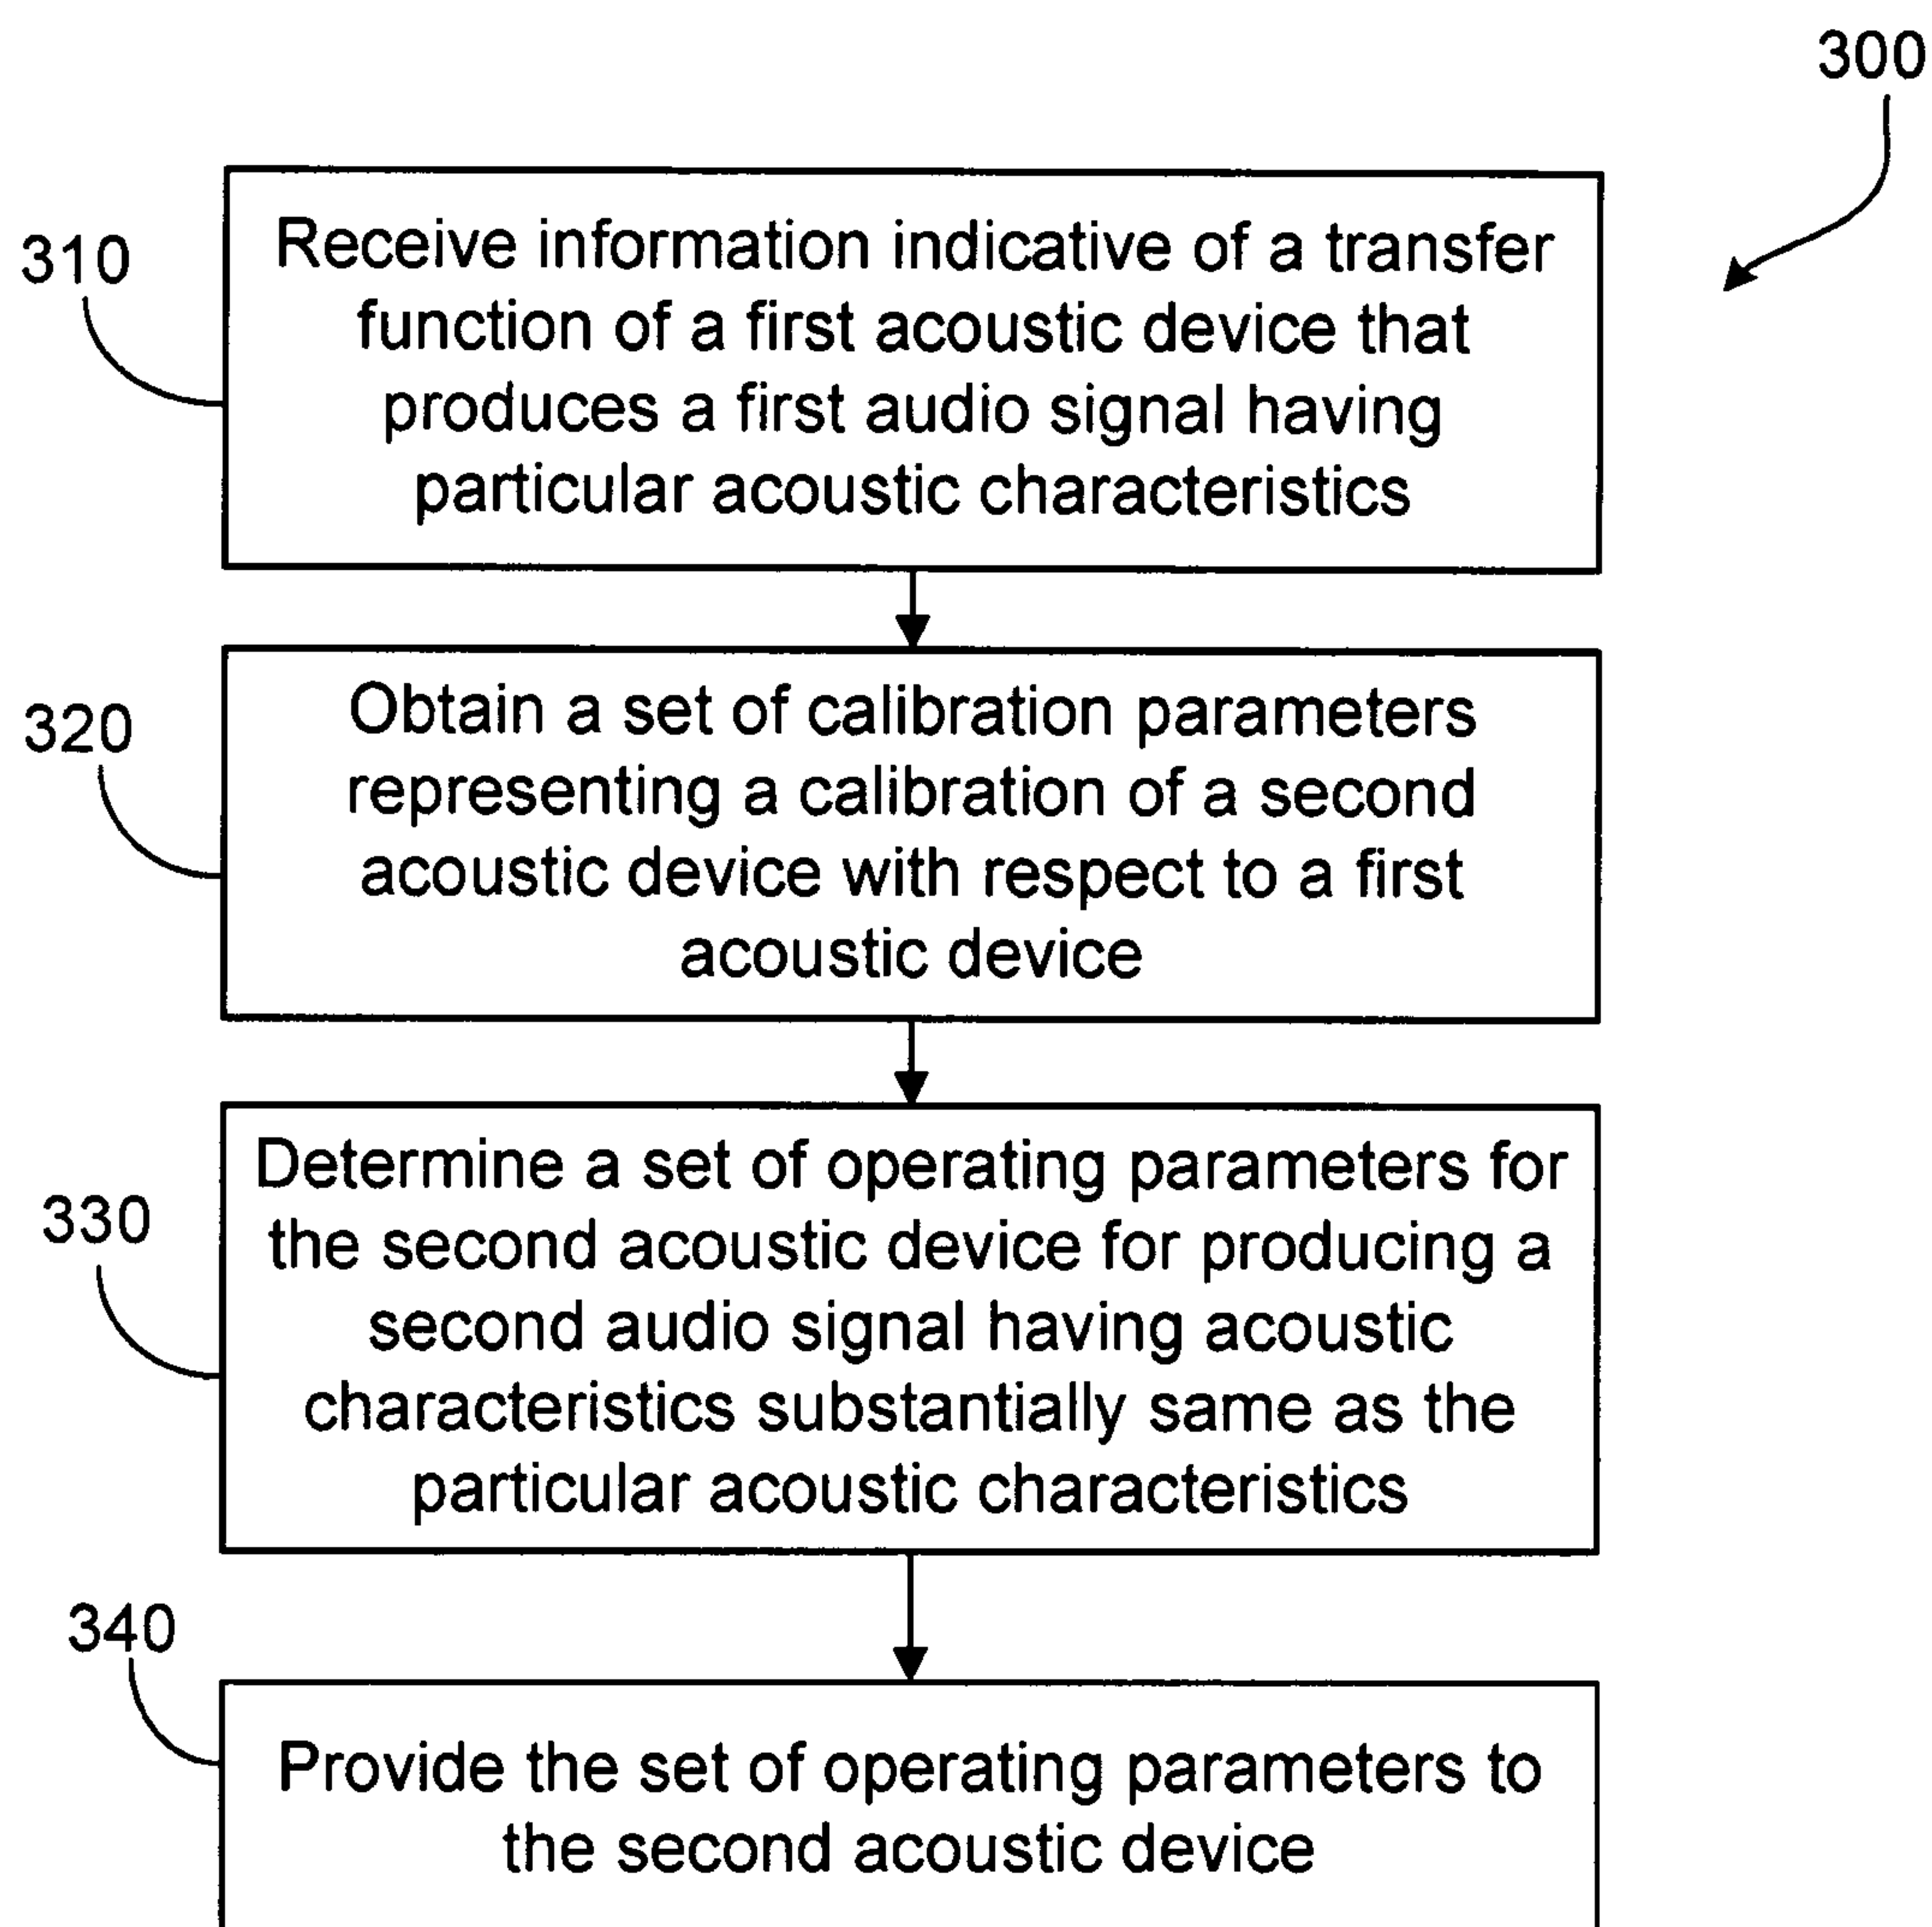 300
310
Receive information indicative of a transfer
function of a first acoustic device that
produces a first audio signal having
particular acoustic characteristics
320
Obtain a set of calibration parameters
representing a calibration of a second
acoustic device with respect to a first
acoustic device
330
Determine a set of operating parameters for
the second acoustic device for producing a
second audio signal having acoustic
characteristics substantially same as the
particular acoustic characteristics
340
Provide the set of operating parameters to
the second acoustic device